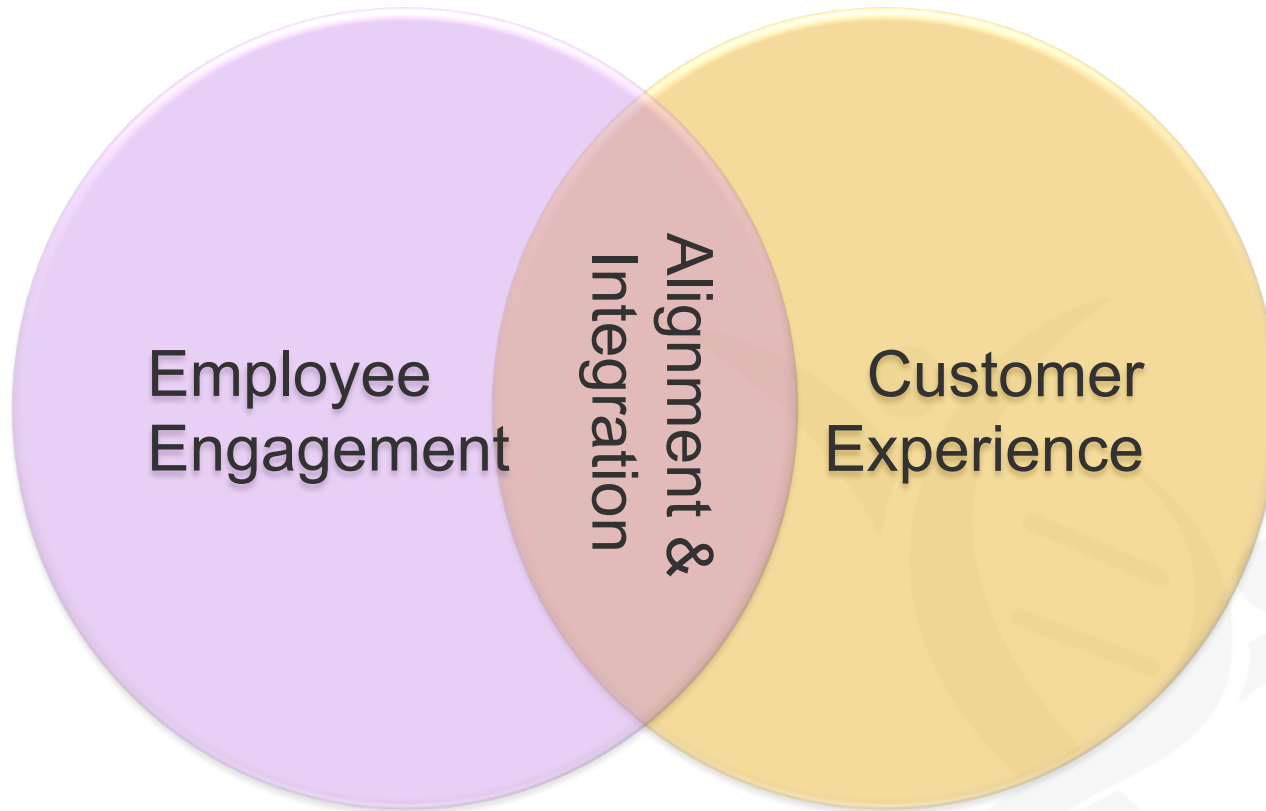 Employee
Engagement
Alignment &
Integration
Customer
Experience